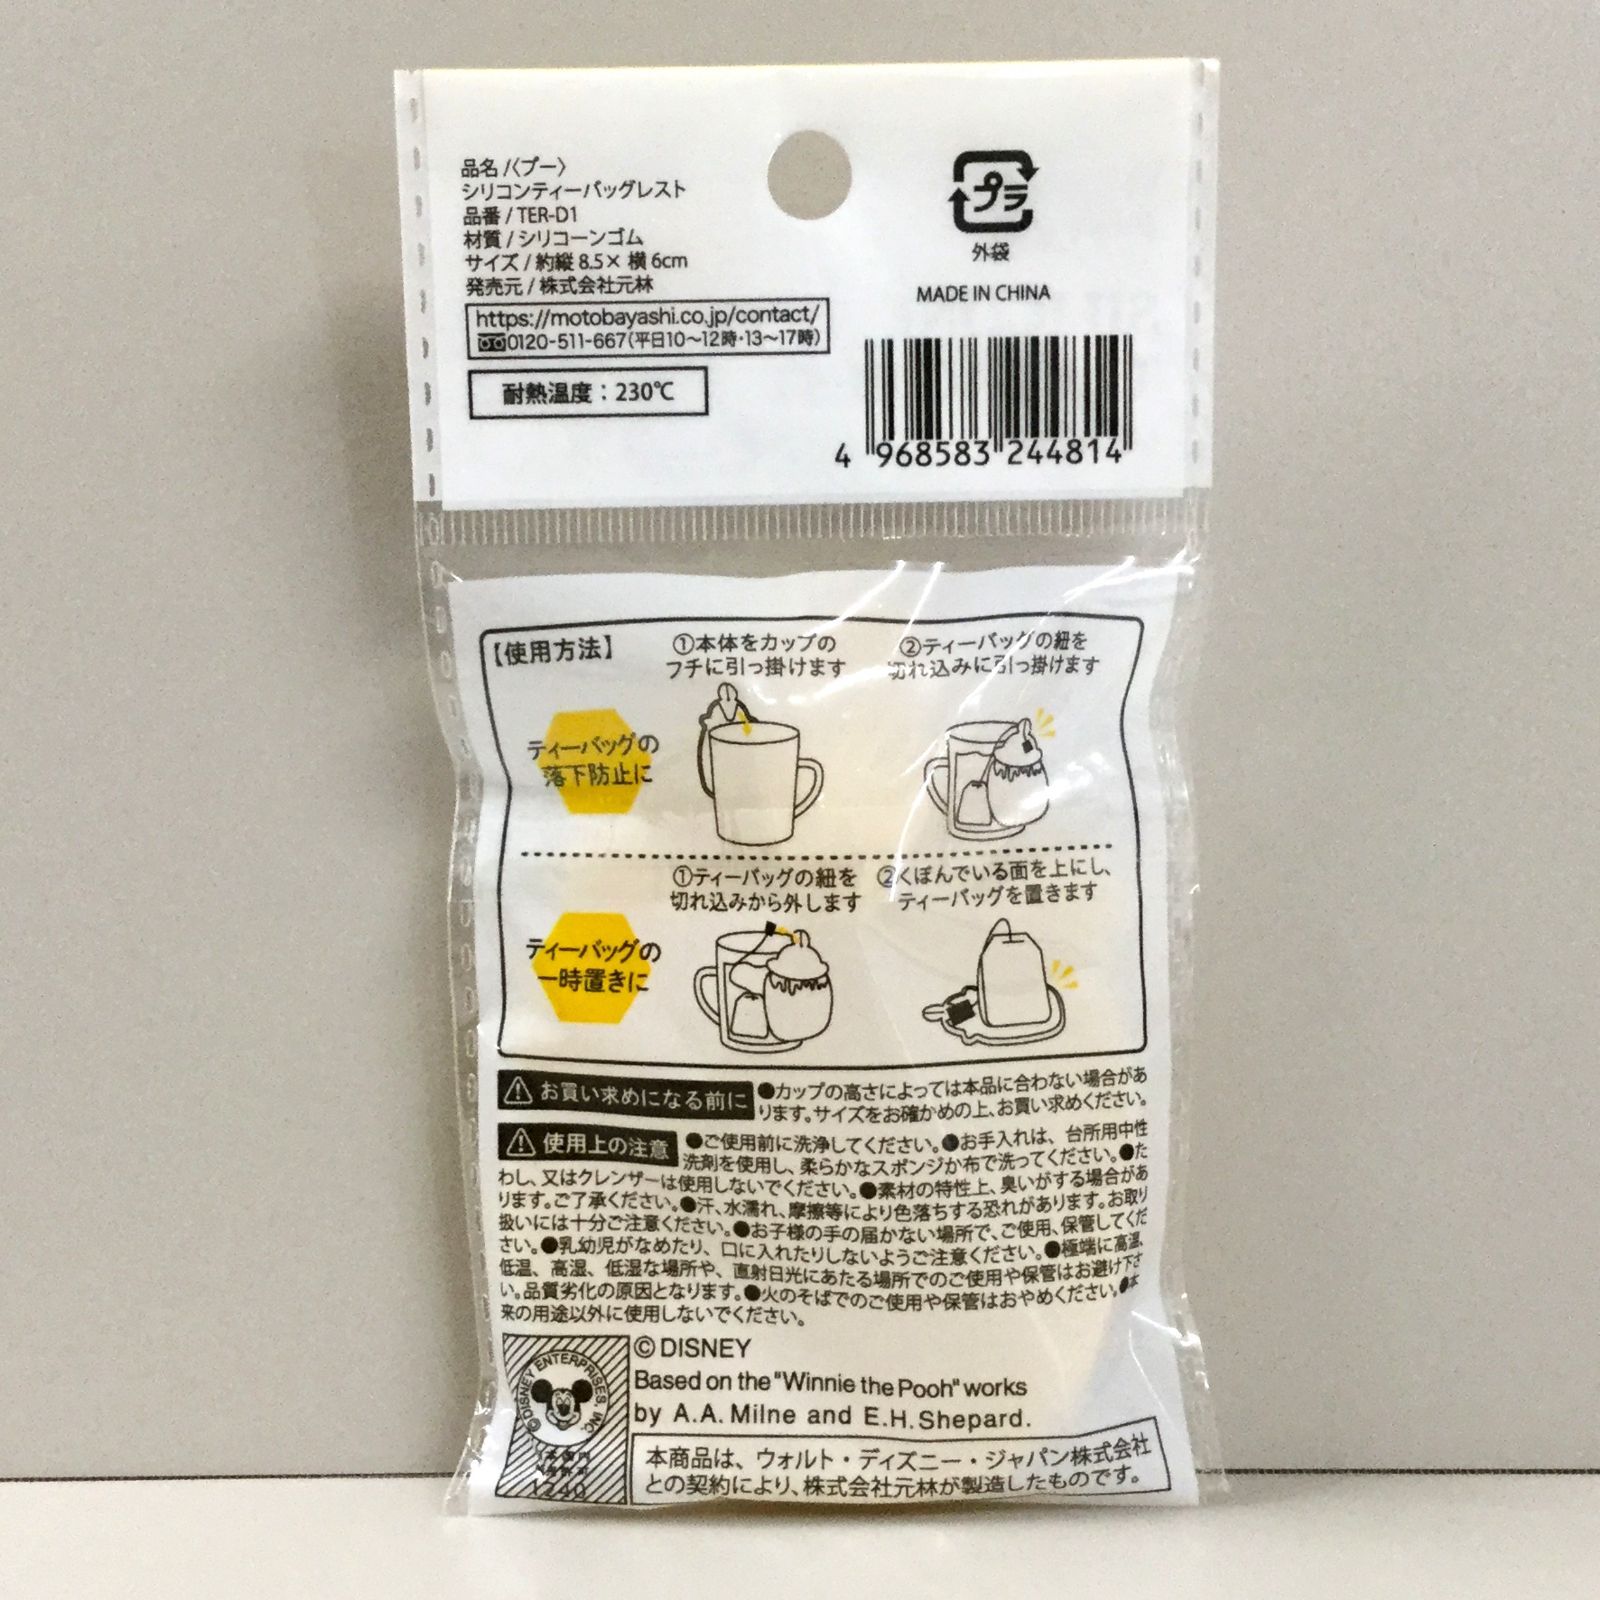 品名/〈プー〉
シリコンティーバッグレスト
品番/TER-D1
材質/シリコーンゴム
サイズ/約縦8.5×横6cm
発売元/株式会社元林
https://motobayashi.co.jp/contact/
0120-511-667(平日10～12時・13～17時)
耐熱温度：230℃
プラ
外袋
MADE IN CHINA
4 968583 244814
【使用方法】
①本体をカップの
フチに引っ掛けます
②ティーバッグの紐を
切れ込みに引っ掛けます
ティーバッグの
落下防止に
①ティーバッグの紐を
切れ込みから外します
②くぼんでいる面を上にし、
ティーバッグを置きます
ティーバッグの
一時置きに
お買い求めになる前に ●カップの高さによっては本品に合わない場合があ
ります。サイズをお確かめの上、お買い求めください。
使用上の注意 ●ご使用前に洗浄してください。●お手入れは、台所用中性
洗剤を使用し、柔らかなスポンジか布で洗ってください。●た
わし、又はクレンザーは使用しないでください。●素材の特性上、臭いがする場合があ
ります。ご了承ください。●汗、水濡れ、摩擦等により色落ちする恐れがあります。お取り
扱いには十分ご注意ください。●お子様の手の届かない場所で、ご使用、保管してくだ
さい。●乳幼児がなめたり、口に入れたりしないようご注意ください。●極端に高温、
低温、高湿、低湿な場所や、直射日光にあたる場所でのご使用や保管はお避け下さ
い。品質劣化の原因となります。●火のそばでのご使用や保管はおやめください。●本
来の用途以外に使用しないでください。
© DISNEY ENTERPRISES, INC.
1240
© DISNEY
Based on the "Winnie the Pooh" works
by A.A. Milne and E.H. Shepard.
本商品は、ウォルト・ディズニー・ジャパン株式会社
との契約により、株式会社元林が製造したものです。